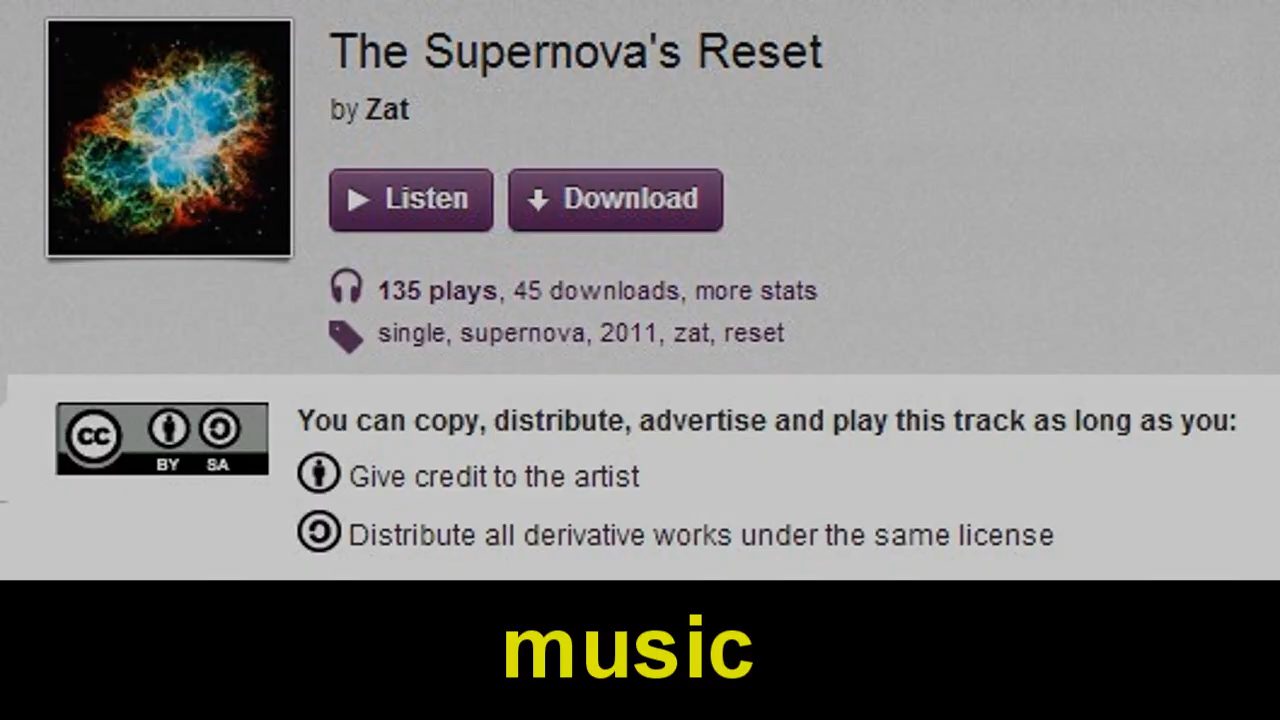 The Supernova's Reset
by Zat
Listen
Download
135 plays, 45 downloads, more stats
single, supernova, 2011, zat, reset
cc
BY SA
You can copy, distribute, advertise and play this track as long as you:
Give credit to the artist
Distribute all derivative works under the same license
music